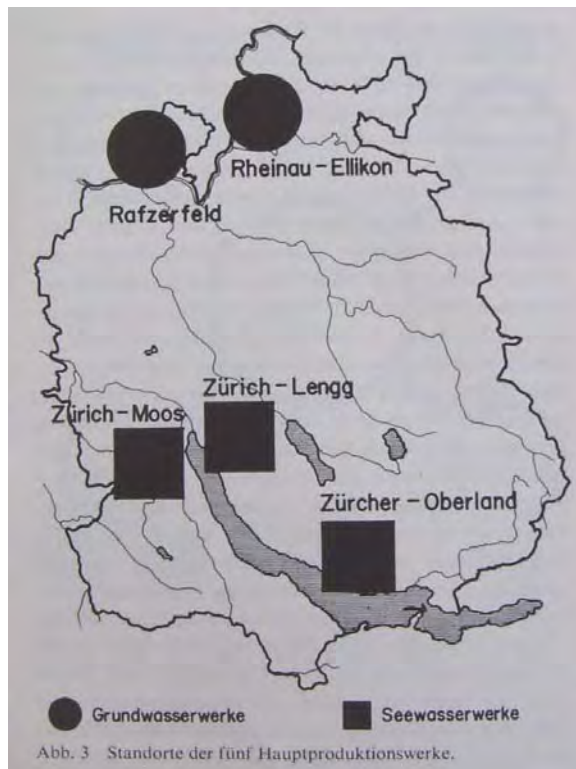 Rheinau - Ellikon
Rafzerfeld
Zürich - Lengg
Zürich-Moos
Zürcher - Oberland
Grundwasserwerke
Seewasserwerke
Abb. 3 Standorte der fünf Hauptproduktionswerke.